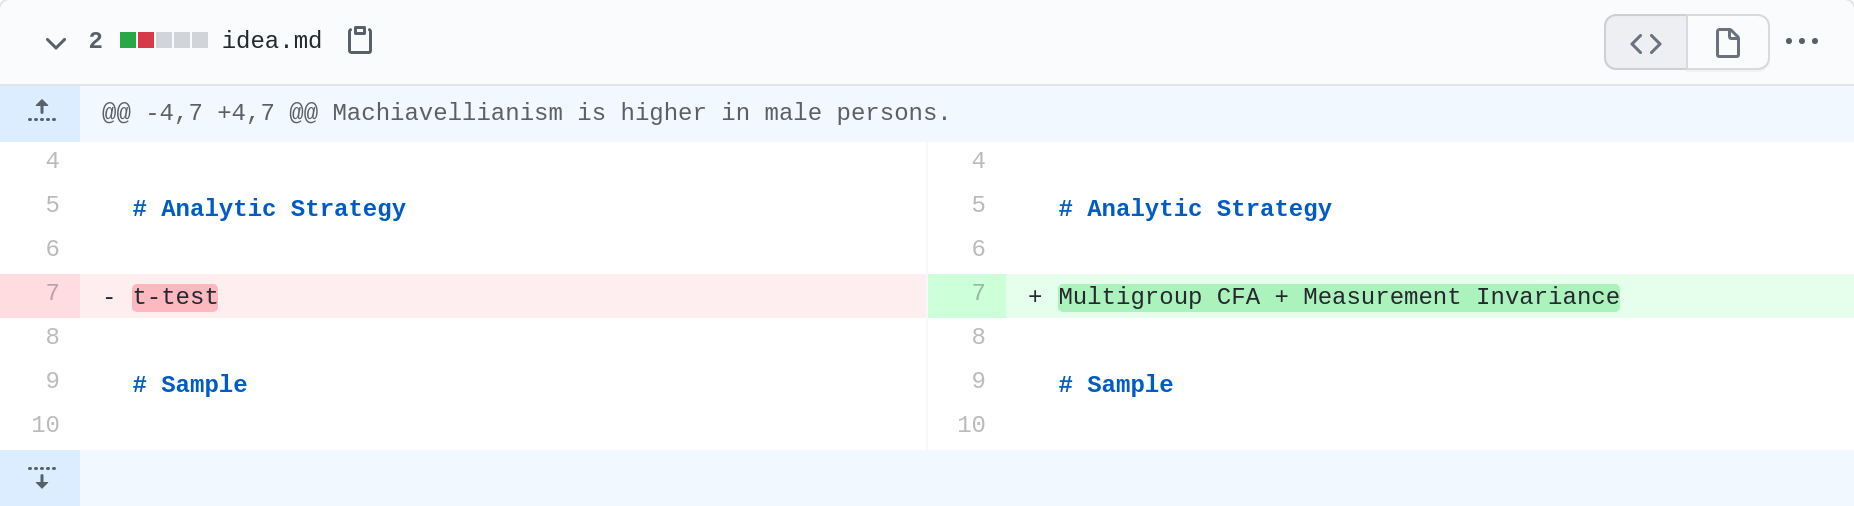 2 idea.md
@@ -4,7 +4,7 @@ Machiavellianism is higher in male persons.
4 4
5 # Analytic Strategy 5 # Analytic Strategy
6 6
7 - t-test 7 + Multigroup CFA + Measurement Invariance
8 8
9 # Sample 9 # Sample
10 10